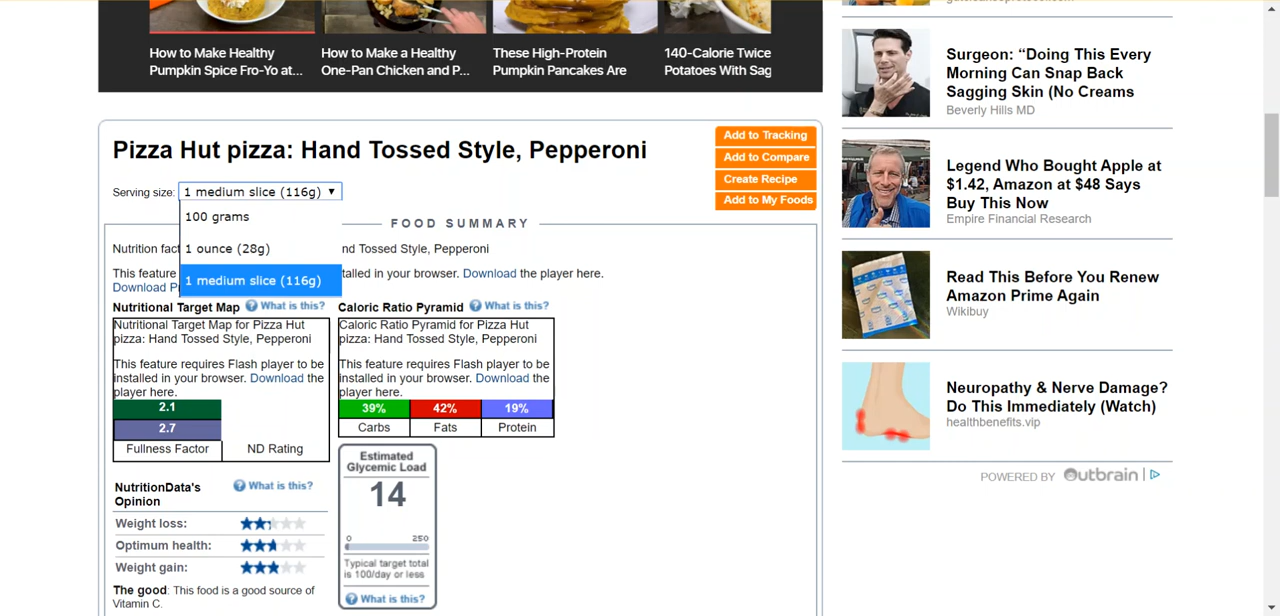 How to Make Healthy
Pumpkin Spice Fro-Yo at...
How to Make a Healthy
One-Pan Chicken and P...
These High-Protein
Pumpkin Pancakes Are
140-Calorie Twice
Potatoes With Sag
Pizza Hut pizza: Hand Tossed Style, Pepperoni
Add to Tracking
Add to Compare
Create Recipe
Add to My Foods
Serving size: 1 medium slice (116g) ▼
100 grams
1 ounce (28g)
1 medium slice (116g)
FOOD SUMMARY
Nutrition fact nd Tossed Style, Pepperoni
This feature talled in your browser. Download the player here.
Download
Nutritional Target Map What is this?
Nutritional Target Map for Pizza Hut
pizza: Hand Tossed Style, Pepperoni
This feature requires Flash player to be
installed in your browser. Download the
player here.
2.1
2.7
Fullness Factor ND Rating
Caloric Ratio Pyramid What is this?
Caloric Ratio Pyramid for Pizza Hut
pizza: Hand Tossed Style, Pepperoni
This feature requires Flash player to be
installed in your browser. Download the
player here.
39% 42% 19%
Carbs Fats Protein
NutritionData's
Opinion
What is this?
Weight loss:
Optimum health:
Weight gain:
The good: This food is a good source of
Vitamin C.
Estimated
Glycemic Load
14
0 250
Typical target total
is 100/day or less
What is this?
Surgeon: “Doing This Every
Morning Can Snap Back
Sagging Skin (No Creams
Beverly Hills MD
Legend Who Bought Apple at
$1.42, Amazon at $48 Says
Buy This Now
Empire Financial Research
Read This Before You Renew
Amazon Prime Again
Wikibuy
Neuropathy & Nerve Damage?
Do This Immediately (Watch)
healthbenefits.vip
POWERED BY Outbrain